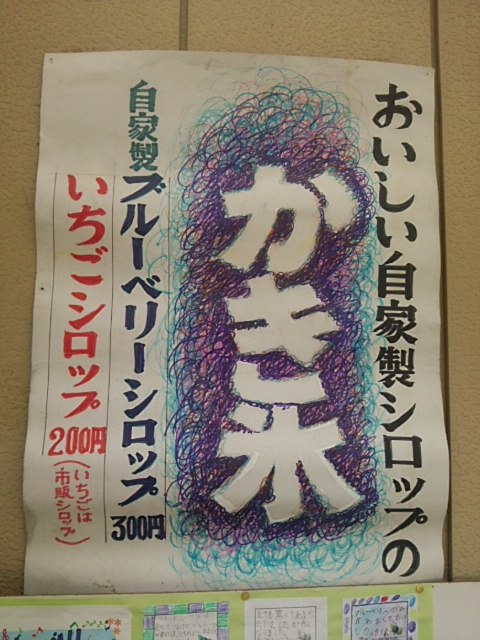 おいしい自家製シロップの
かき氷
自家製ブルーベリーシロップ 300円
いちごシロップ 200円
(いちごは
市販シロップ)